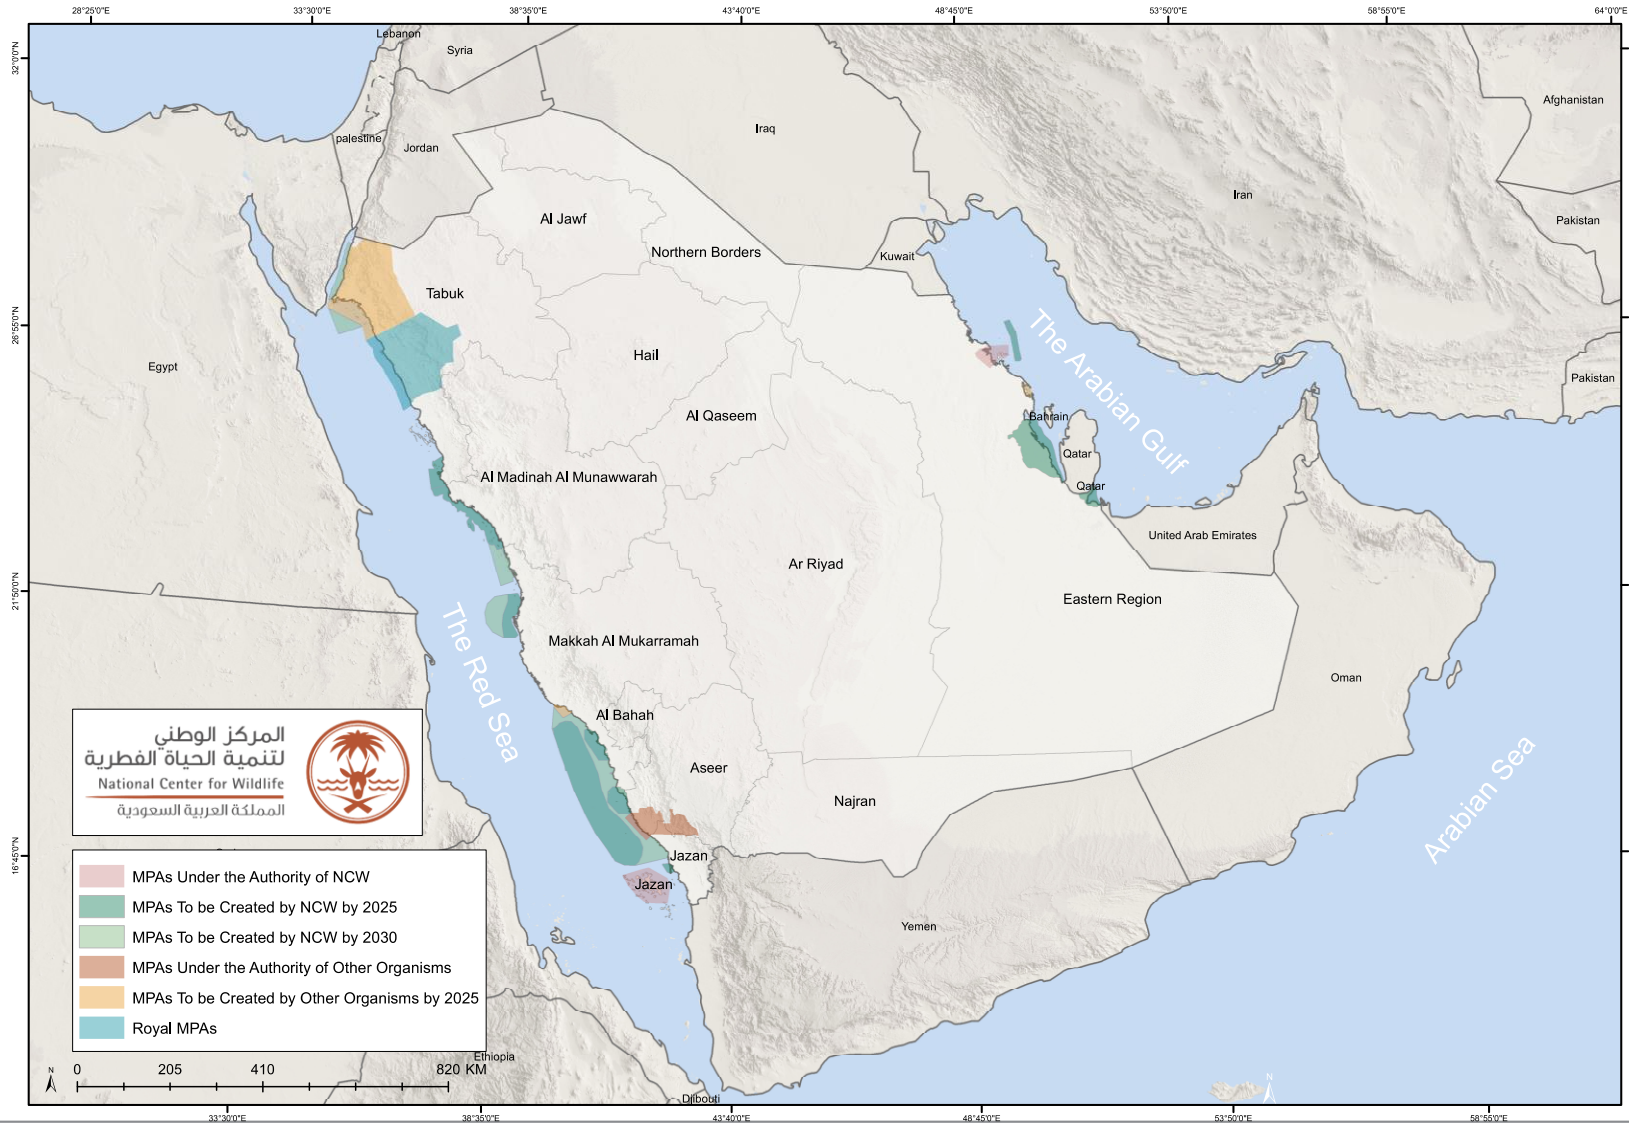 28°25'0"E
33°30'0"E
38°35'0"E
43°40'0"E
48°45'0"E
53°50'0"E
58°55'0"E
64°0'0"E
32°0'0"N
26°55'0"N
21°50'0"N
16°45'0"N
Lebanon
Syria
palestine
Jordan
Iraq
Iran
Afghanistan
Pakistan
Pakistan
Kuwait
Egypt
Al Jawf
Northern Borders
Tabuk
Hail
Al Qaseem
Al Madinah Al Munawwarah
Ar Riyad
Eastern Region
Makkah Al Mukarramah
Al Bahah
Aseer
Najran
Jazan
Jazan
Bahrain
Qatar
Qatar
United Arab Emirates
Oman
Yemen
Ethiopia
Djibouti
The Arabian Gulf
The Red Sea
Arabian Sea
المركز الوطني
لتنمية الحياة الفطرية
National Center for Wildlife
المملكة العربية السعودية
MPAs Under the Authority of NCW
MPAs To be Created by NCW by 2025
MPAs To be Created by NCW by 2030
MPAs Under the Authority of Other Organisms
MPAs To be Created by Other Organisms by 2025
Royal MPAs
N
0 205 410 820 KM
N
33°30'0"E
38°35'0"E
43°40'0"E
48°45'0"E
53°50'0"E
58°55'0"E